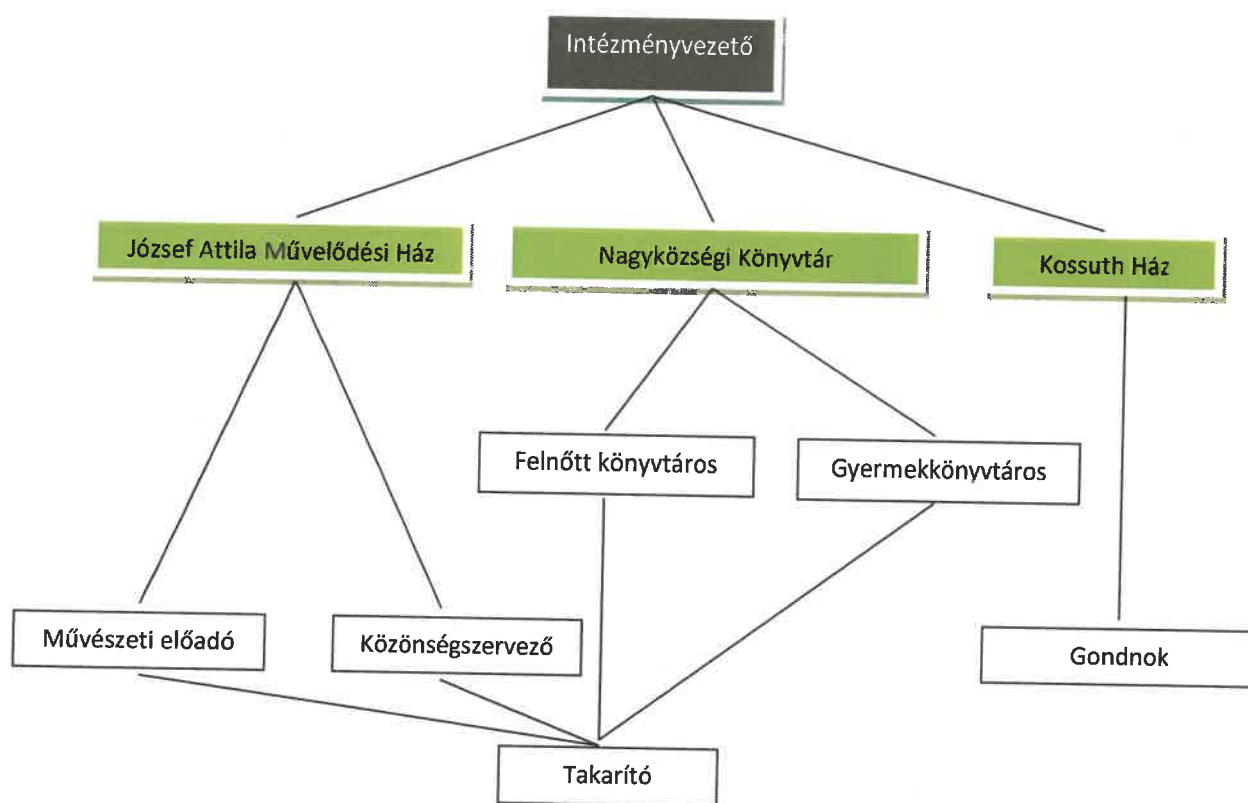 Intézményvezető
József Attila Művelődési Ház
Nagyközségi Könyvtár
Kossuth Ház
Felnőtt könyvtáros
Gyermekkönyvtáros
Művészeti előadó
Közönségszervező
Gondnok
Takarító